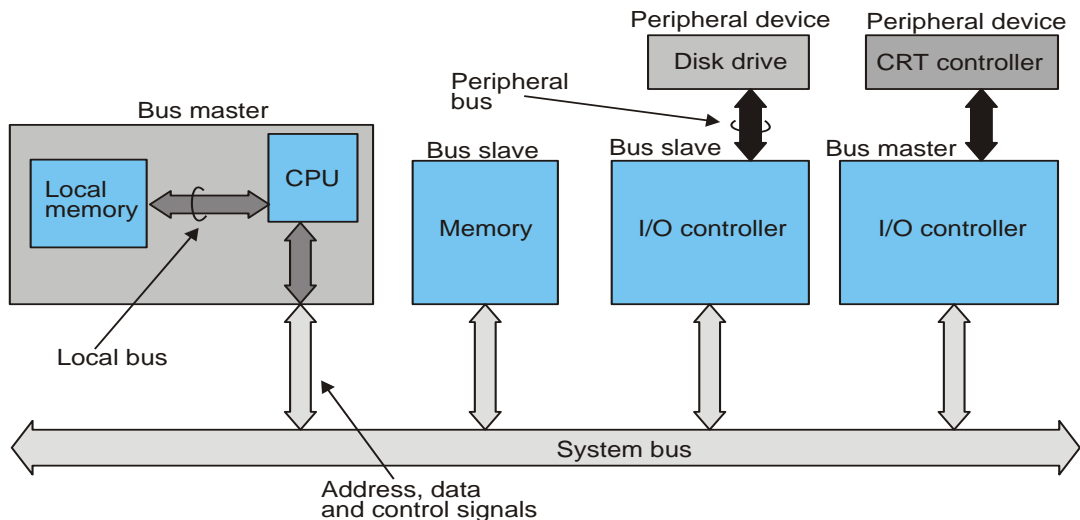 Peripheral device
Peripheral device
Disk drive
CRT controller
Peripheral
bus
Bus master
Bus slave
Bus slave
Bus master
Local
memory
CPU
Memory
I/O controller
I/O controller
Local bus
System bus
Address, data
and control signals